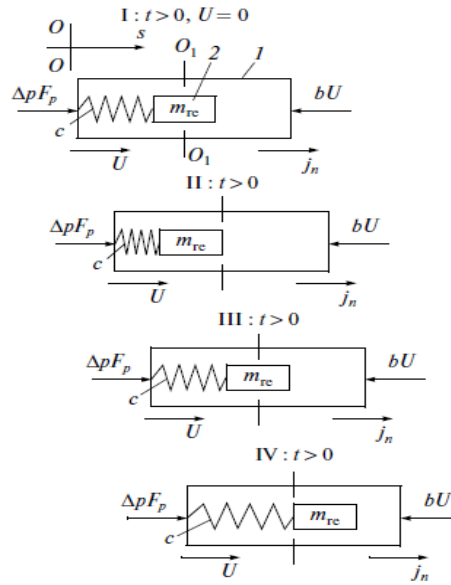 I : t > 0, U = 0
O
s
O
O₁
2
1
ΔpFₚ
mᵣₑ
bU
c
U
O₁
jₙ
II : t > 0
ΔpFₚ
mᵣₑ
bU
c
U
jₙ
III : t > 0
ΔpFₚ
mᵣₑ
bU
c
U
jₙ
IV : t > 0
ΔpFₚ
mᵣₑ
bU
c
U
jₙ